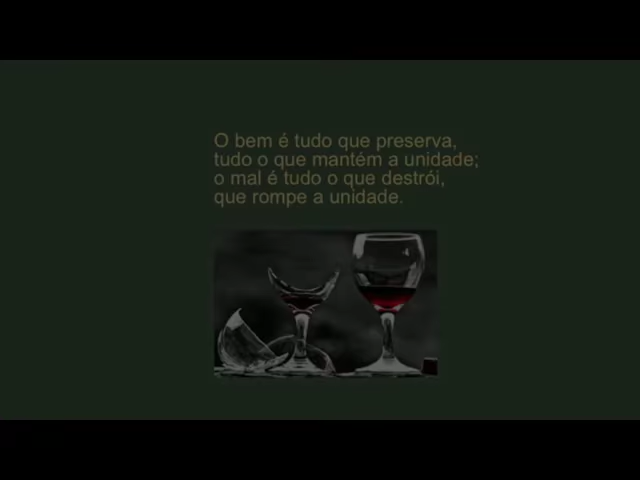 O bem é tudo que preserva,
tudo o que mantém a unidade;
o mal é tudo o que destrói,
que rompe a unidade.